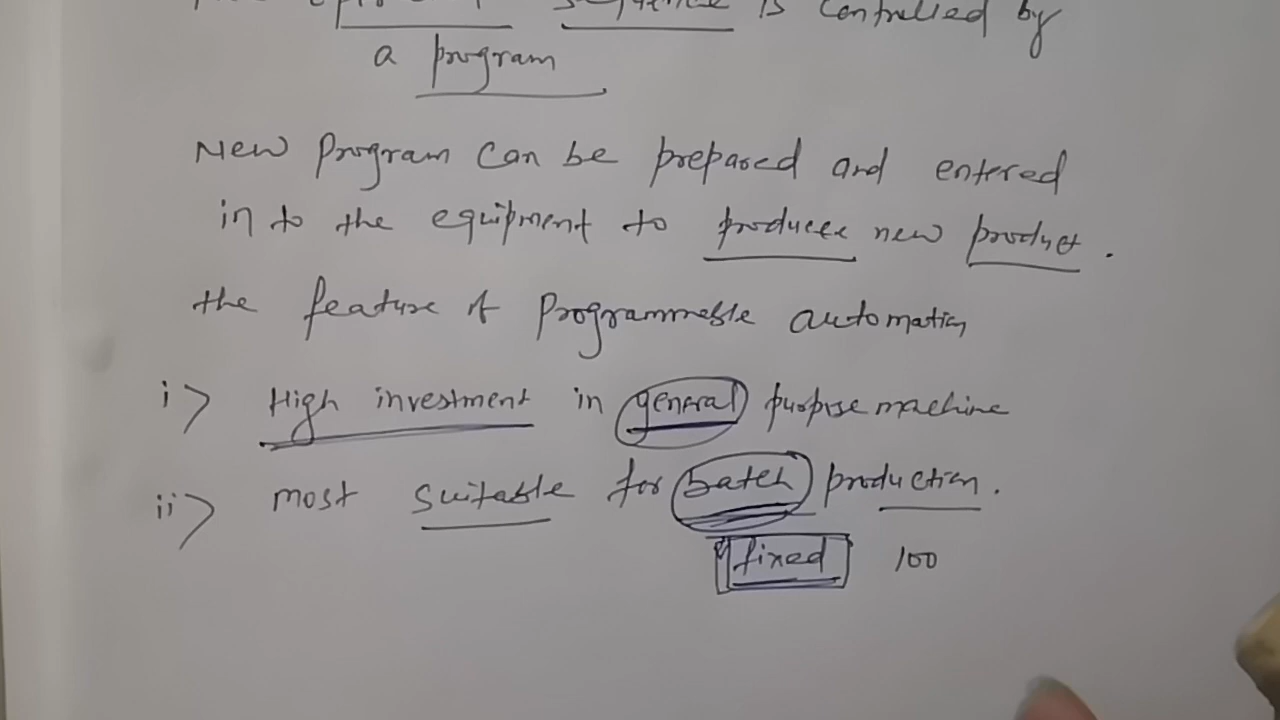 sequence is controlled by
a program
New program can be prepared and entered
in to the equipment to produce new product.
the feature of programmable automation
i> High investment in general purpose machine
ii> most suitable for batch production.
fixed 100